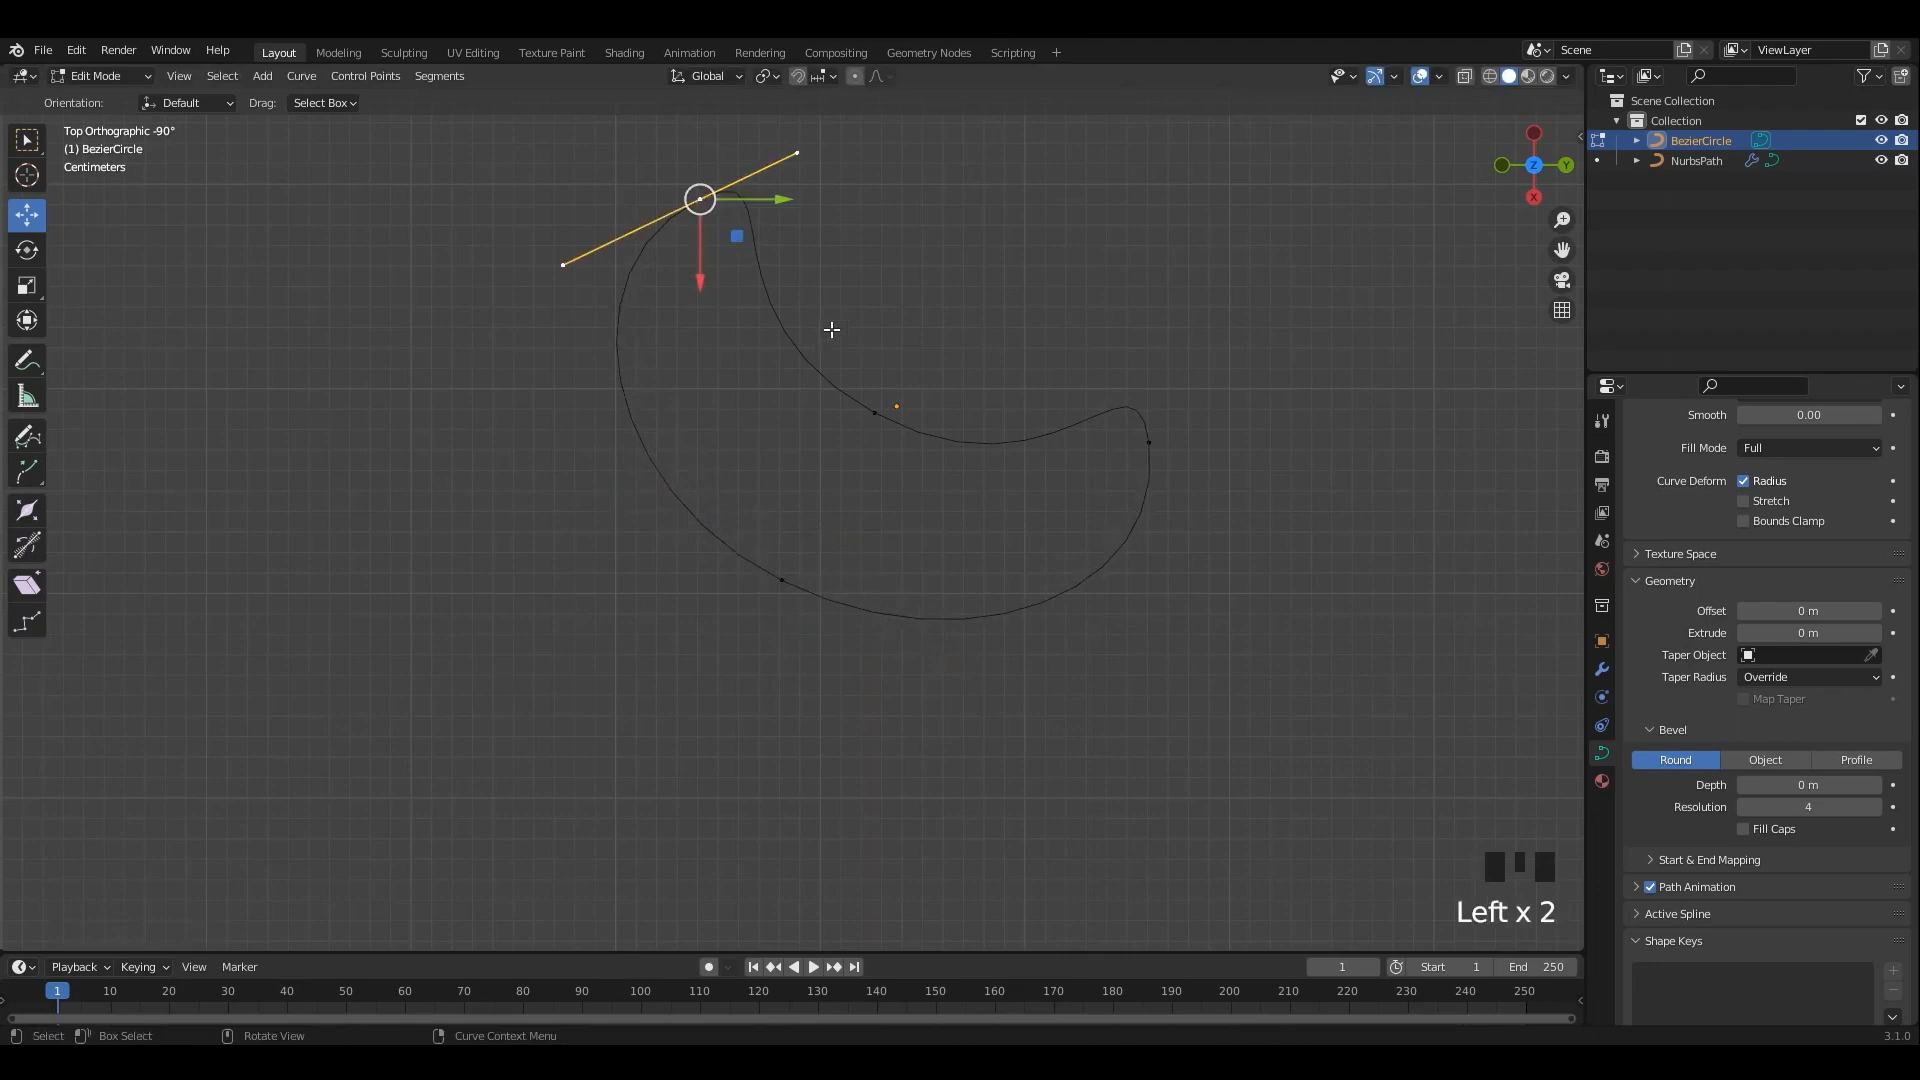 File Edit Render Window Help Layout Modeling Sculpting UV Editing Texture Paint Shading Animation Rendering Compositing Geometry Nodes Scripting + Scene ViewLayer
Edit Mode View Select Add Curve Control Points Segments Global
Orientation: Default Drag: Select Box
Scene Collection
Collection
BezierCircle
NurbsPath
Top Orthographic -90°
(1) BezierCircle
Centimeters
Z
Y
X
Smooth 0.00
Fill Mode Full
Curve Deform Radius
Stretch
Bounds Clamp
Texture Space
Geometry
Offset 0 m
Extrude 0 m
Taper Object
Taper Radius Override
Map Taper
Bevel
Round Object Profile
Depth 0 m
Resolution 4
Fill Caps
Start & End Mapping
Path Animation
Active Spline
Shape Keys
Left x 2
Playback Keying View Marker 1 Start 1 End 250
1 10 20 30 40 50 60 70 80 90 100 110 120 130 140 150 160 170 180 190 200 210 220 230 240 250
Select Box Select Rotate View Curve Context Menu 3.1.0